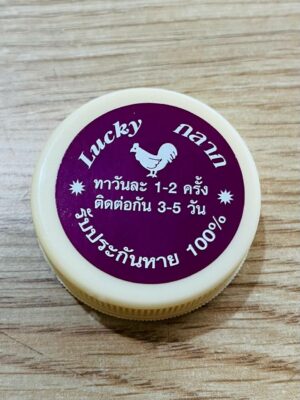 Lucky กลาก
ทาวันละ 1-2 ครั้ง
ติดต่อกัน 3-5 วัน
รับประกันหาย 100%